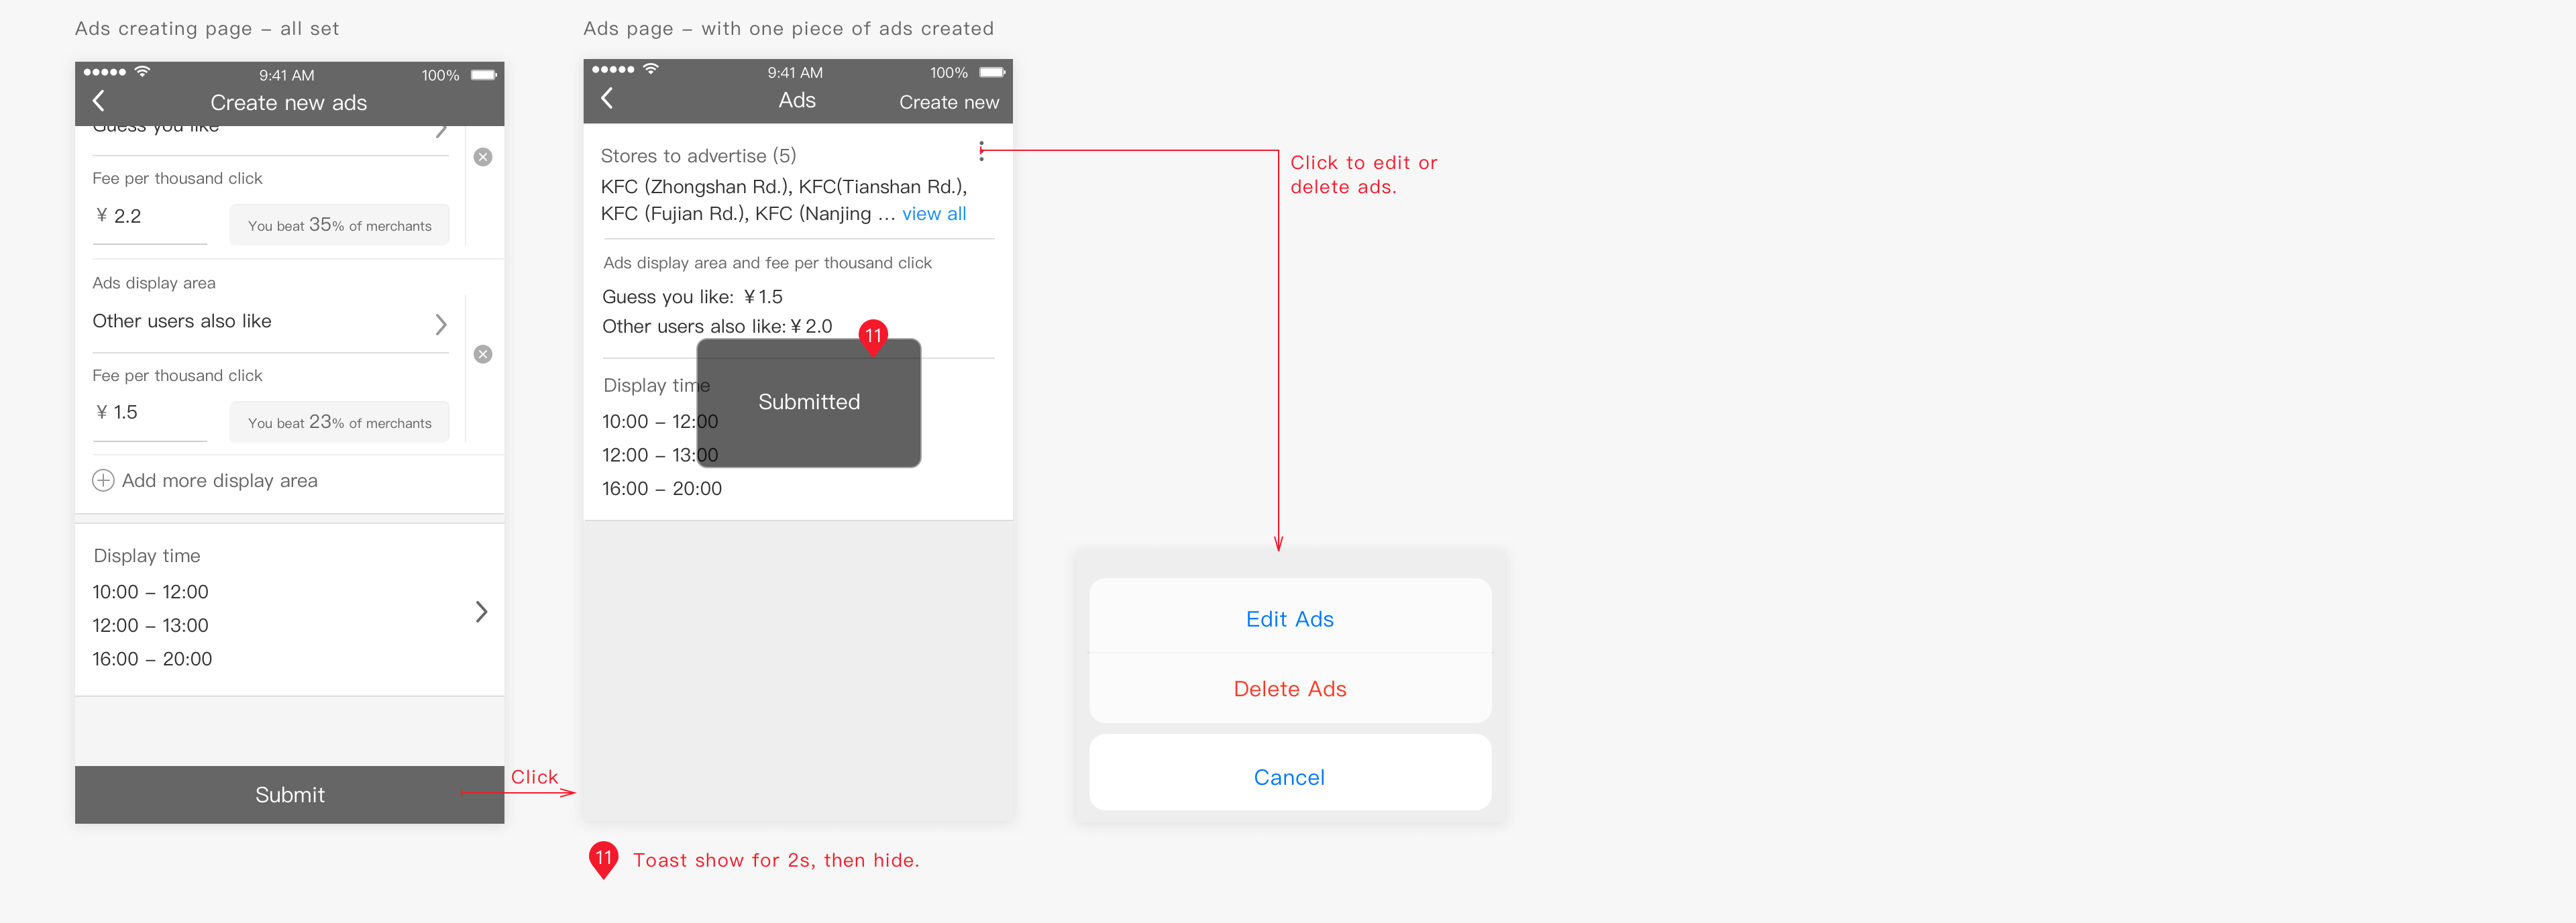 Ads creating page – all set
9:41 AM
100%
Create new ads
Guess you like
Fee per thousand click
¥ 2.2
You beat 35% of merchants
Ads display area
Other users also like
Fee per thousand click
¥ 1.5
You beat 23% of merchants
Add more display area
Display time
10:00 – 12:00
12:00 – 13:00
16:00 – 20:00
Submit
Click
Ads page – with one piece of ads created
9:41 AM
100%
Ads
Create new
Stores to advertise (5)
KFC (Zhongshan Rd.), KFC(Tianshan Rd.),
KFC (Fujian Rd.), KFC (Nanjing ... view all
Ads display area and fee per thousand click
Guess you like: ¥1.5
Other users also like: ¥ 2.0
11
Display time
Submitted
10:00 – 12:00
12:00 – 13:00
16:00 – 20:00
11 Toast show for 2s, then hide.
Click to edit or
delete ads.
Edit Ads
Delete Ads
Cancel